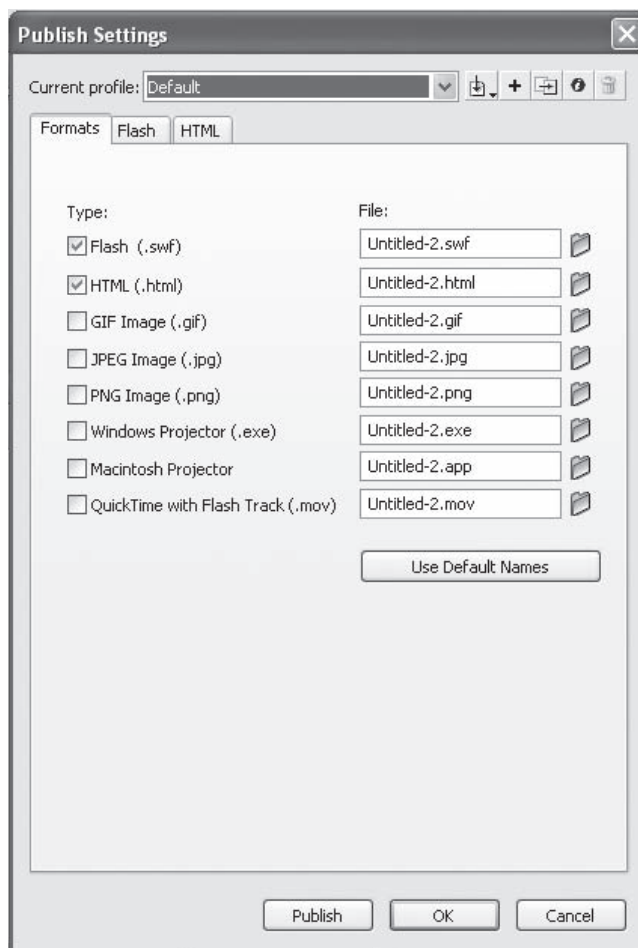 Publish Settings
Current profile: Default
Formats Flash HTML
Type: File:
Flash (.swf) Untitled-2.swf
HTML (.html) Untitled-2.html
GIF Image (.gif) Untitled-2.gif
JPEG Image (.jpg) Untitled-2.jpg
PNG Image (.png) Untitled-2.png
Windows Projector (.exe) Untitled-2.exe
Macintosh Projector Untitled-2.app
QuickTime with Flash Track (.mov) Untitled-2.mov
Use Default Names
Publish OK Cancel